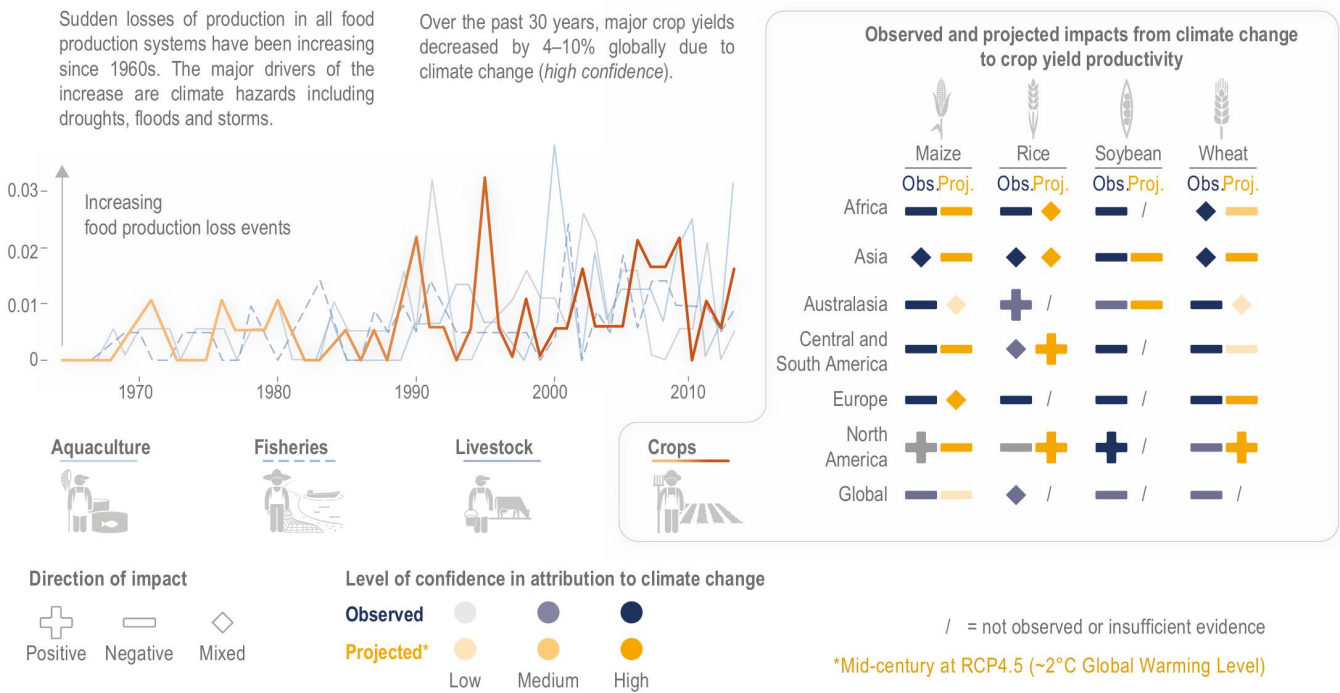 Sudden losses of production in all food
production systems have been increasing
since 1960s. The major drivers of the
increase are climate hazards including
droughts, floods and storms.
Over the past 30 years, major crop yields
decreased by 4–10% globally due to
climate change (high confidence).
Increasing
food production loss events
0.03
0.02
0.01
0
1970 1980 1990 2000 2010
Aquaculture Fisheries Livestock Crops
Observed and projected impacts from climate change
to crop yield productivity
Maize Rice Soybean Wheat
Obs. Proj. Obs. Proj. Obs. Proj. Obs. Proj.
Africa /
Asia
Australasia /
Central and
South America /
Europe / /
North
America /
Global / / /
Direction of impact
Positive Negative Mixed
Level of confidence in attribution to climate change
Observed
Projected*
Low Medium High
/ = not observed or insufficient evidence
*Mid-century at RCP4.5 (~2°C Global Warming Level)